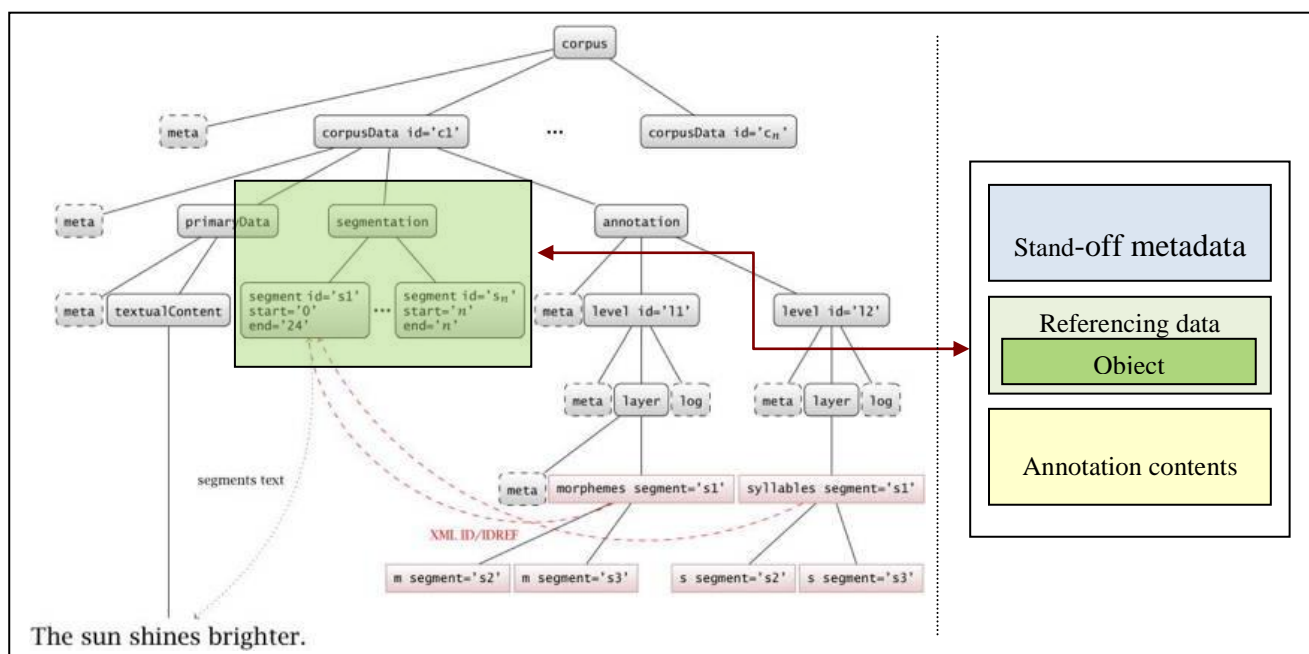 corpus
meta
corpusData id='c1'
...
corpusData id='cn'
meta
primaryData
segmentation
annotation
Stand-off metadata
meta
textualContent
segment id='s1'
start='0'
end='24'
...
segment id='sn'
start='n'
end='n'
meta
level id='l1'
level id='l2'
Referencing data
Object
meta
layer
log
meta
layer
log
Annotation contents
segments text
meta
morphemes segment='s1'
syllables segment='s1'
XML ID/IDREF
m segment='s2'
m segment='s3'
s segment='s2'
s segment='s3'
The sun shines brighter.